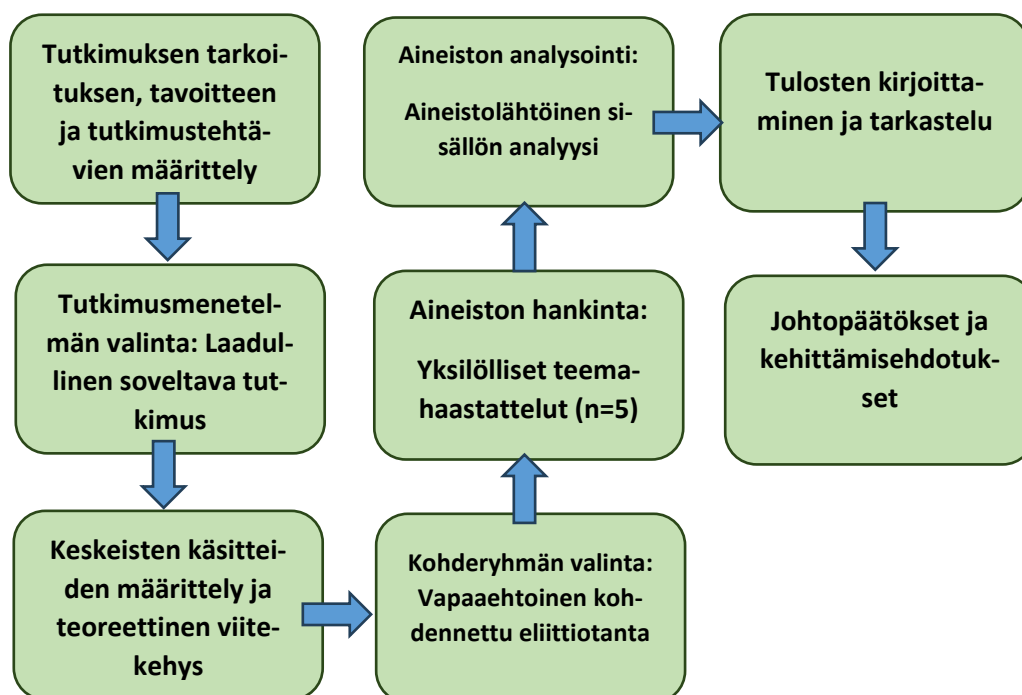 Tutkimuksen tarkoi-
tuksen, tavoitteen
ja tutkimustehtä-
vien määrittely
Tutkimusmenetel-
män valinta: Laadul-
linen soveltava tut-
kimus
Keskeisten käsittei-
den määrittely ja
teoreettinen viite-
kehys
Kohderyhmän valinta:
Vapaaehtoinen koh-
dennettu eliittiotanta
Aineiston hankinta:
Yksilölliset teema-
haastattelut (n=5)
Aineiston analysointi:
Aineistolähtöinen si-
sällön analyysi
Tulosten kirjoitta-
minen ja tarkastelu
Johtopäätökset ja
kehittämisehdotuk-
set